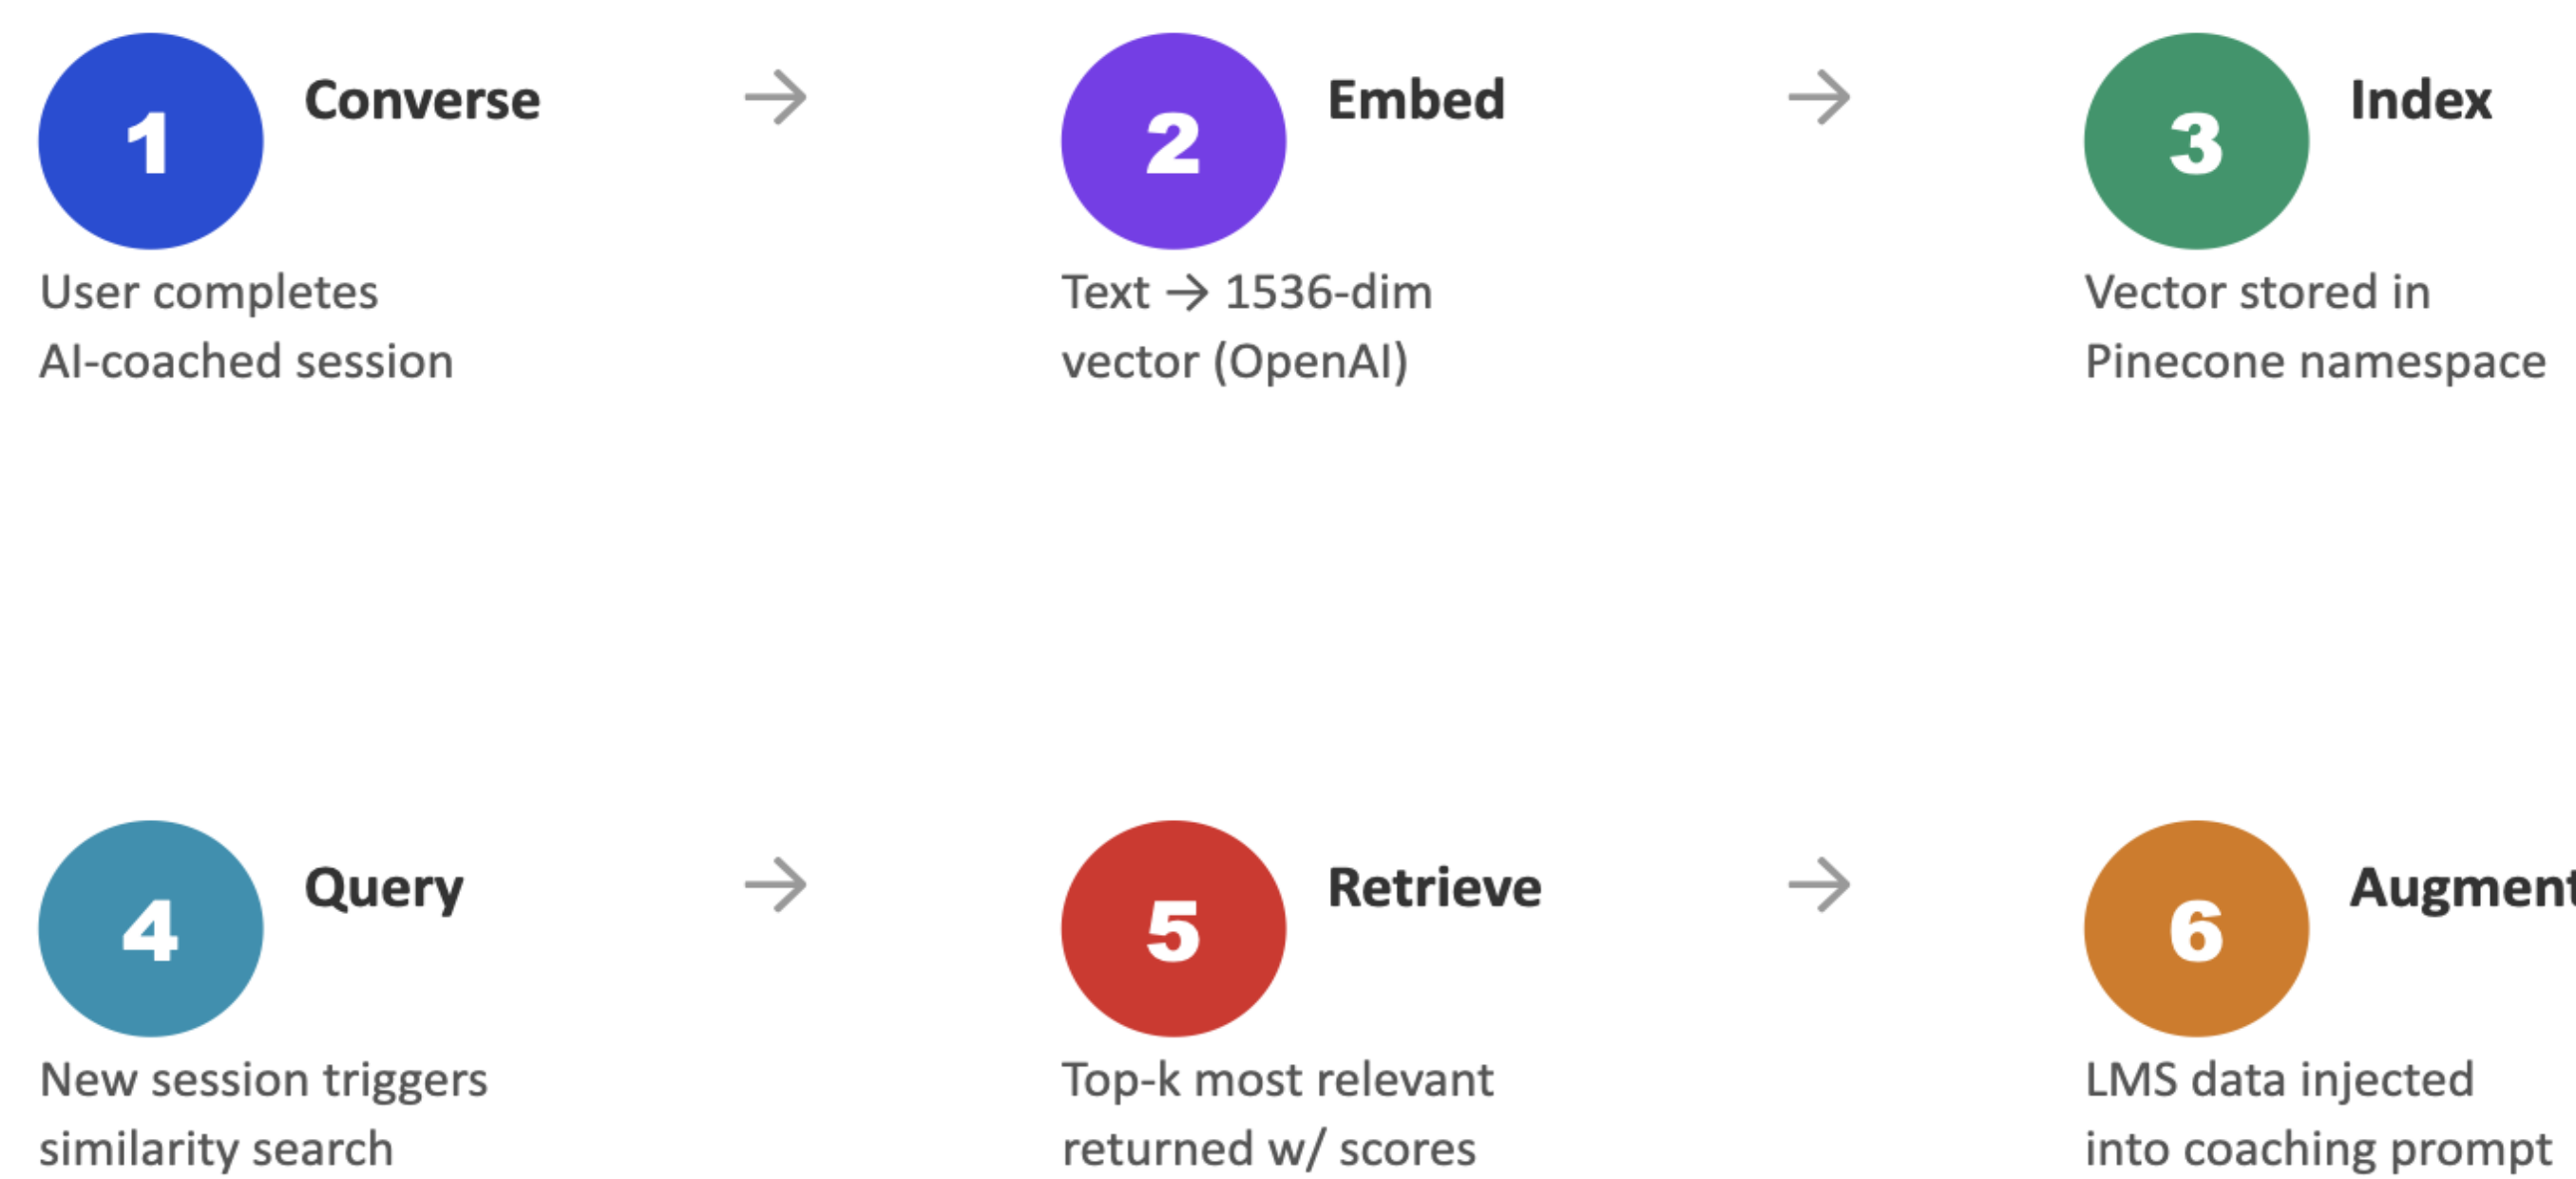 1 Converse → 2 Embed → 3 Index
User completes
AI-coached session
Text → 1536-dim
vector (OpenAI)
Vector stored in
Pinecone namespace
4 Query → 5 Retrieve → 6 Augment
New session triggers
similarity search
Top-k most relevant
returned w/ scores
LMS data injected
into coaching prompt